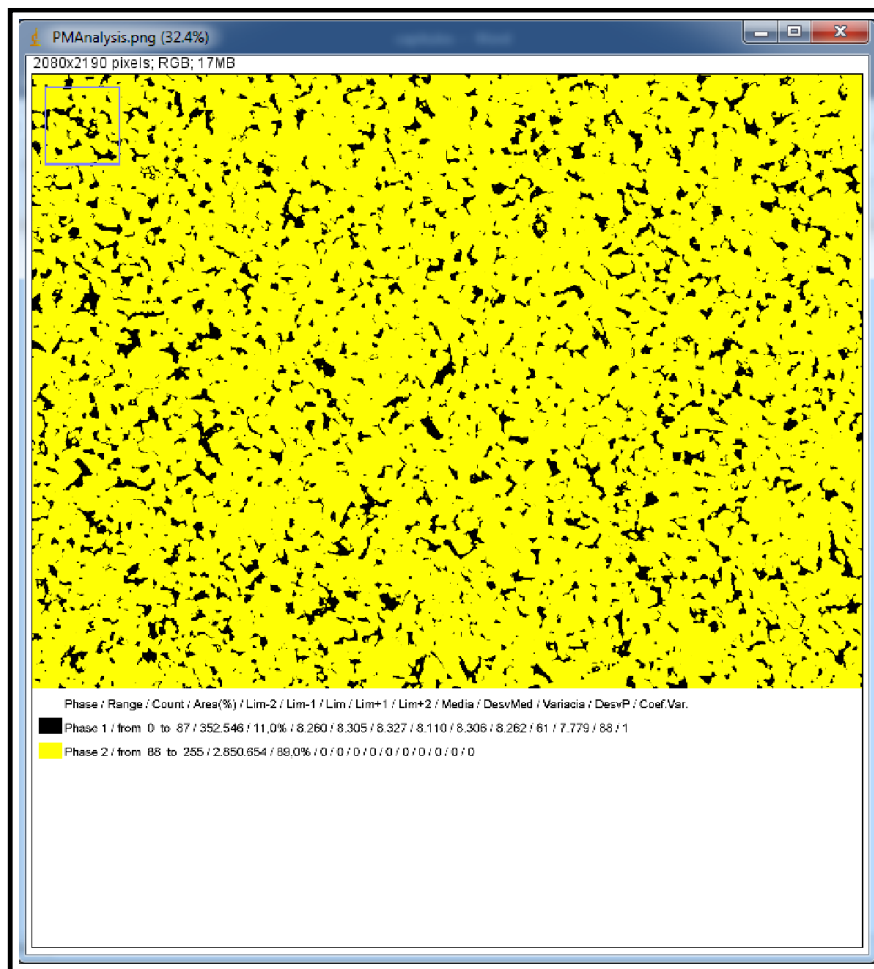 PMAnalysis.png (32.4%)
2080x2190 pixels; RGB; 17MB
Phase / Range / Count / Area(%) / Lim-2 / Lim-1 / Lim / Lim+1 / Lim+2 / Media / DesvMed / Variacia / DesvP / Coef.Var.
Phase 1 / from 0 to 87 / 352.546 / 11,0% / 8.260 / 8.305 / 8.327 / 8.110 / 8.306 / 8.262 / 61 / 7.779 / 88 / 1
Phase 2 / from 88 to 255 / 2.850.654 / 89,0% / 0 / 0 / 0 / 0 / 0 / 0 / 0 / 0 / 0 / 0